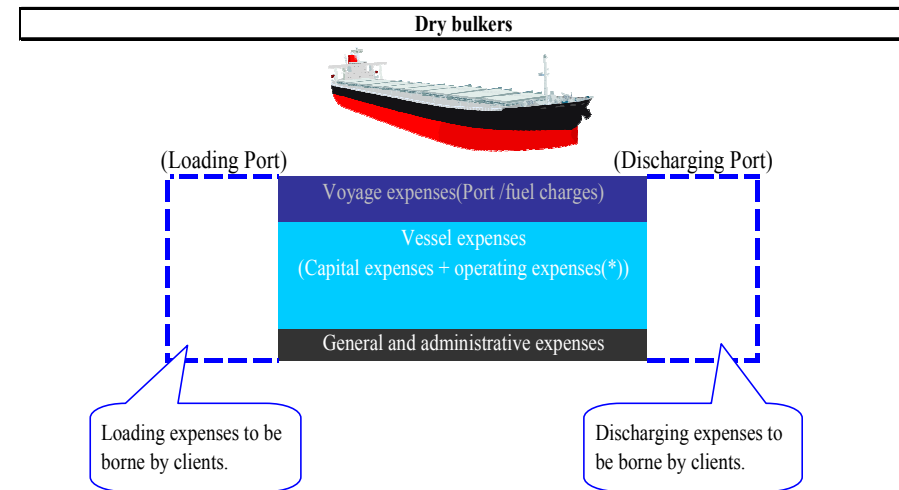 Dry bulkers
(Loading Port)
(Discharging Port)
Voyage expenses(Port /fuel charges)
Vessel expenses
(Capital expenses + operating expenses(*))
General and administrative expenses
Loading expenses to be
borne by clients.
Discharging expenses to
be borne by clients.